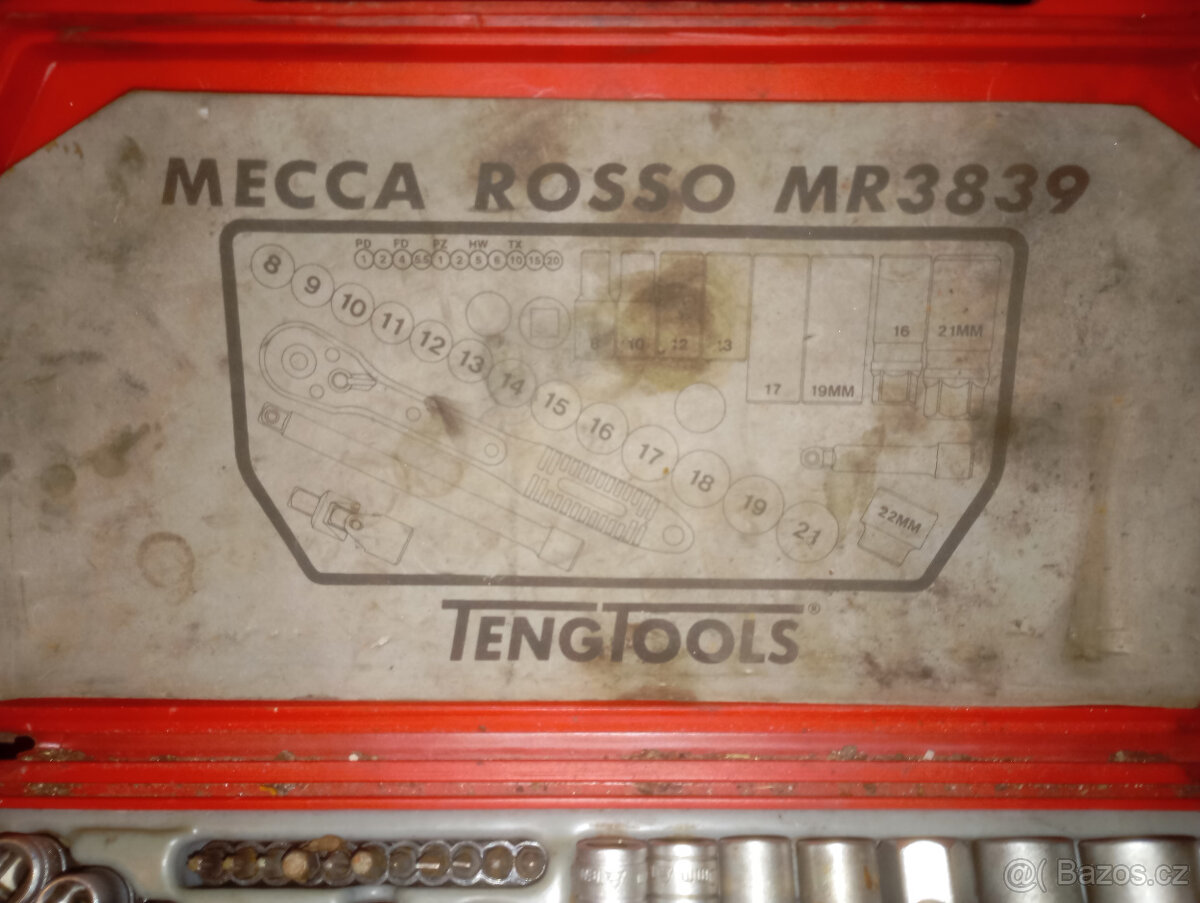 MECCA ROSSO MR3839
PD FD PZ HW TX
1 2 4 5.5 1 2 5 6 10 15 20
8 9 10 11 12 13 14 15 16 17 18 19 21
8 10 12 13
17 19MM
16 21MM
22MM
TENGTOOLS®
@( Bazos.cz